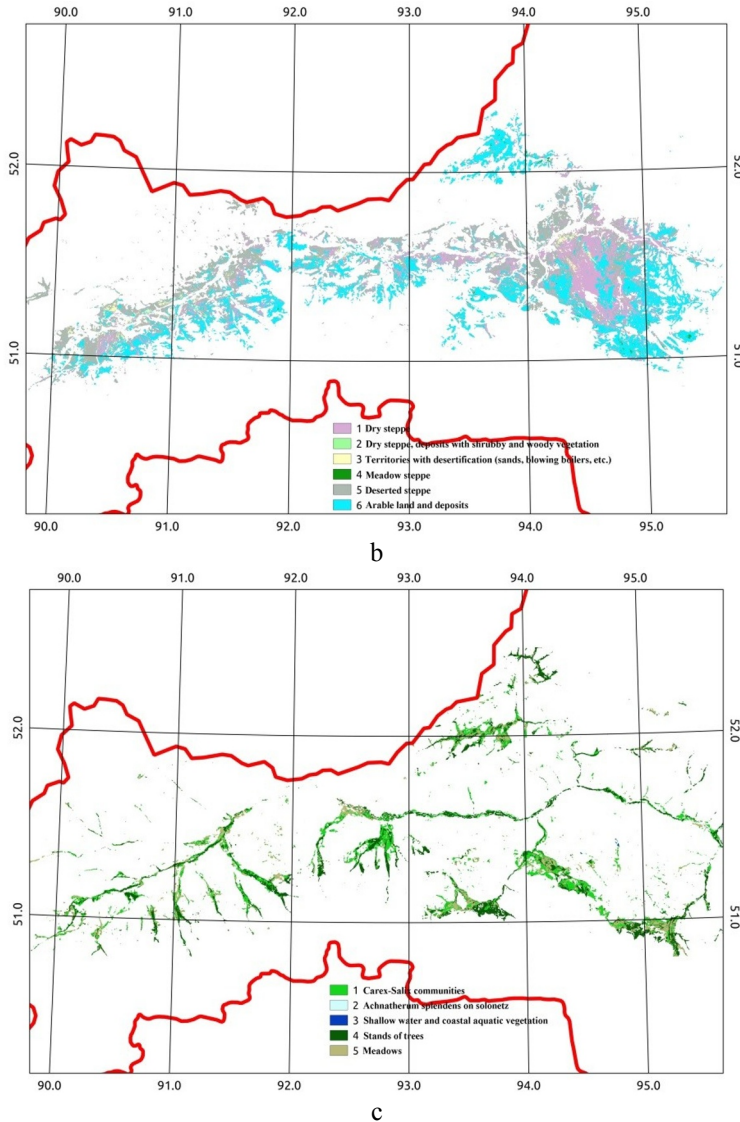 90.0 91.0 92.0 93.0 94.0 95.0
52.0 52.0
51.0 51.0
1 Dry steppe
2 Dry steppe, deposits with shrubby and woody vegetation
3 Territories with desertification (sands, blowing boilers, etc.)
4 Meadow steppe
5 Deserted steppe
6 Arable land and deposits
90.0 91.0 92.0 93.0 94.0 95.0
b
90.0 91.0 92.0 93.0 94.0 95.0
52.0 52.0
51.0 51.0
1 Carex-Salix communities
2 Achnatherum splendens on solonetz
3 Shallow water and coastal aquatic vegetation
4 Stands of trees
5 Meadows
90.0 91.0 92.0 93.0 94.0 95.0
c